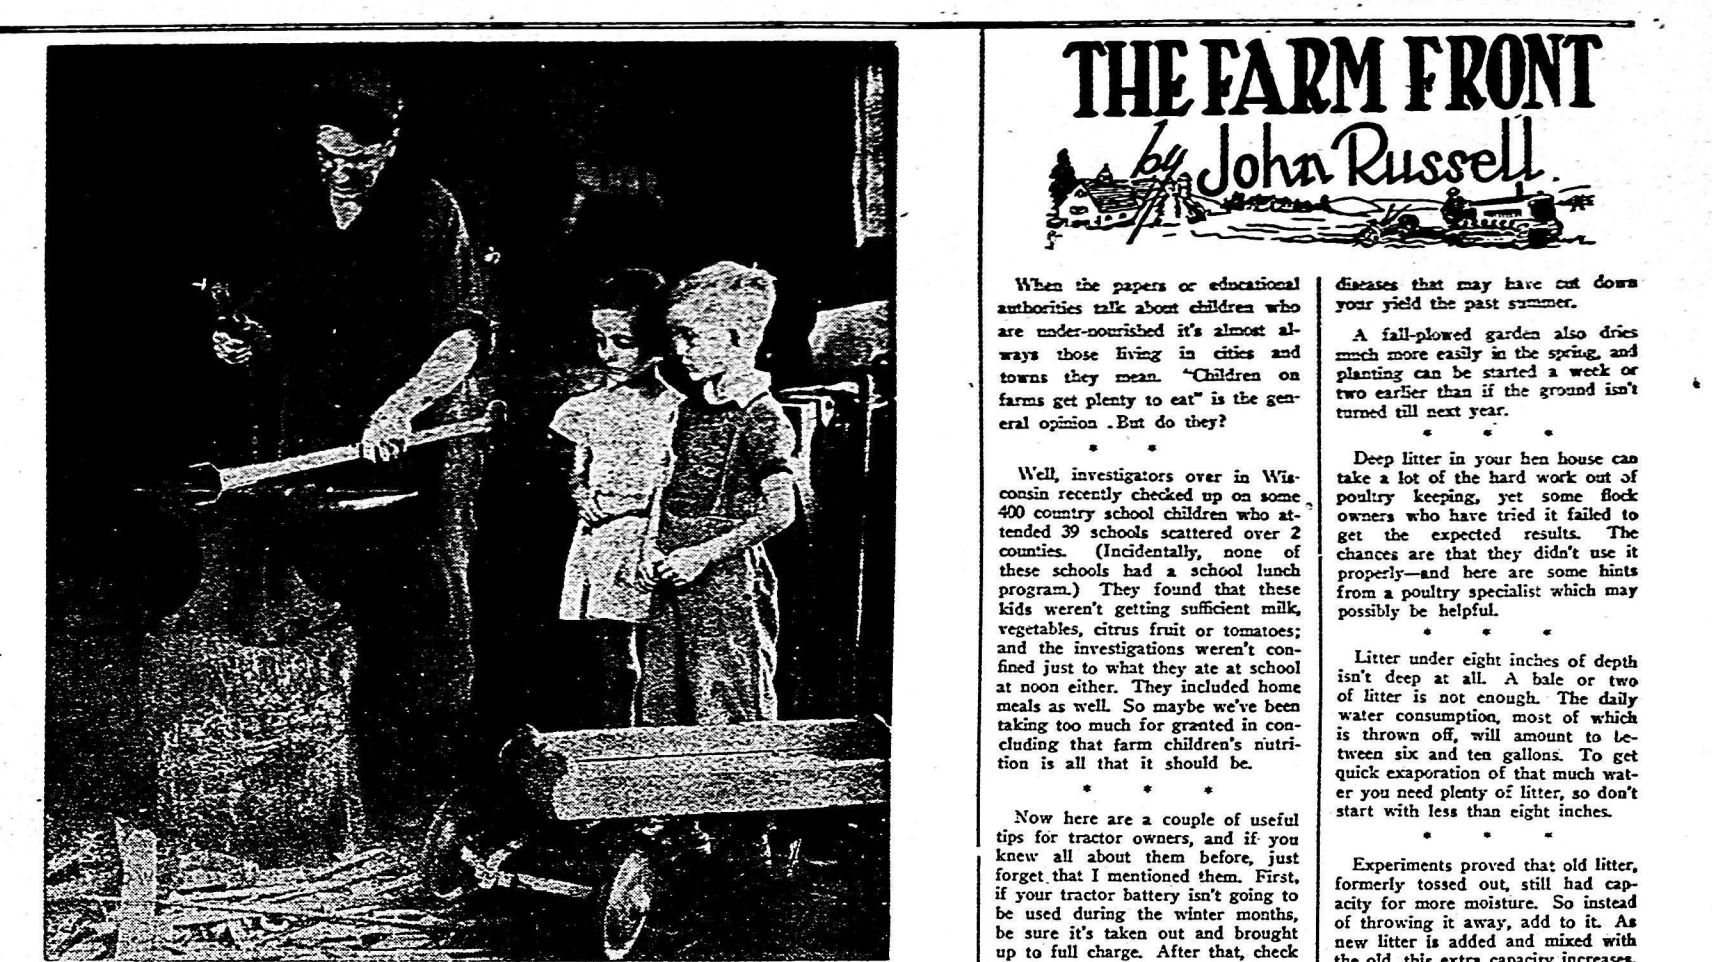 THE FARM FRONT
by John Russell.
When the papers or educational
authorities talk about children who
are under-nourished it's almost al-
ways those living in cities and
towns they mean. "Children on
farms get plenty to eat" is the gen-
eral opinion . But do they?
* *
Well, investigators over in Wis-
consin recently checked up on some
400 country school children who at-
tended 39 schools scattered over 2
counties. (Incidentally, none of
these schools had a school lunch
program.) They found that these
kids weren't getting sufficient milk,
vegetables, citrus fruit or tomatoes;
and the investigations weren't con-
fined just to what they ate at school
at noon either. They included home
meals as well. So maybe we've been
taking too much for granted in con-
cluding that farm children's nutri-
tion is all that it should be.
* * *
Now here are a couple of useful
tips for tractor owners, and if you
knew all about them before, just
forget that I mentioned them. First,
if your tractor battery isn't going to
be used during the winter months,
be sure it's taken out and brought
up to full charge. After that, check
diseases that may have cut down
your yield the past summer.
A fall-plowed garden also dries
much more easily in the spring, and
planting can be started a week or
two earlier than if the ground isn't
turned till next year.
* * *
Deep litter in your hen house can
take a lot of the hard work out of
poultry keeping, yet some flock
owners who have tried it failed to
get the expected results. The
chances are that they didn't use it
properly—and here are some hints
from a poultry specialist which may
possibly be helpful.
* * *
Litter under eight inches of depth
isn't deep at all. A bale or two
of litter is not enough. The daily
water consumption, most of which
is thrown off, will amount to be-
tween six and ten gallons. To get
quick exaporation of that much wat-
er you need plenty of litter, so don't
start with less than eight inches.
* * *
Experiments proved that old litter,
formerly tossed out, still had cap-
acity for more moisture. So instead
of throwing it away, add to it. As
new litter is added and mixed with
the old, this extra capacity increases.